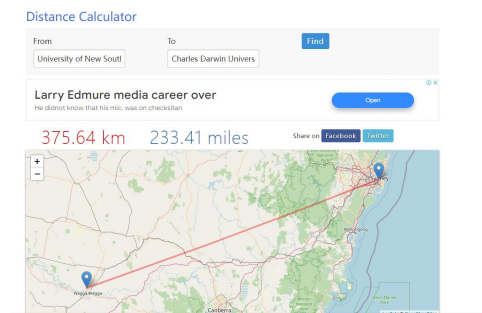 Distance Calculator
From To Find
University of New South Charles Darwin Univers
Larry Edmure media career over
He didnot know that his mic. was on checksitan
Open
375.64 km 233.41 miles Share on Facebook Twitter
+
−
Sydney
Wollongong
Wagga Wagga
Canberra